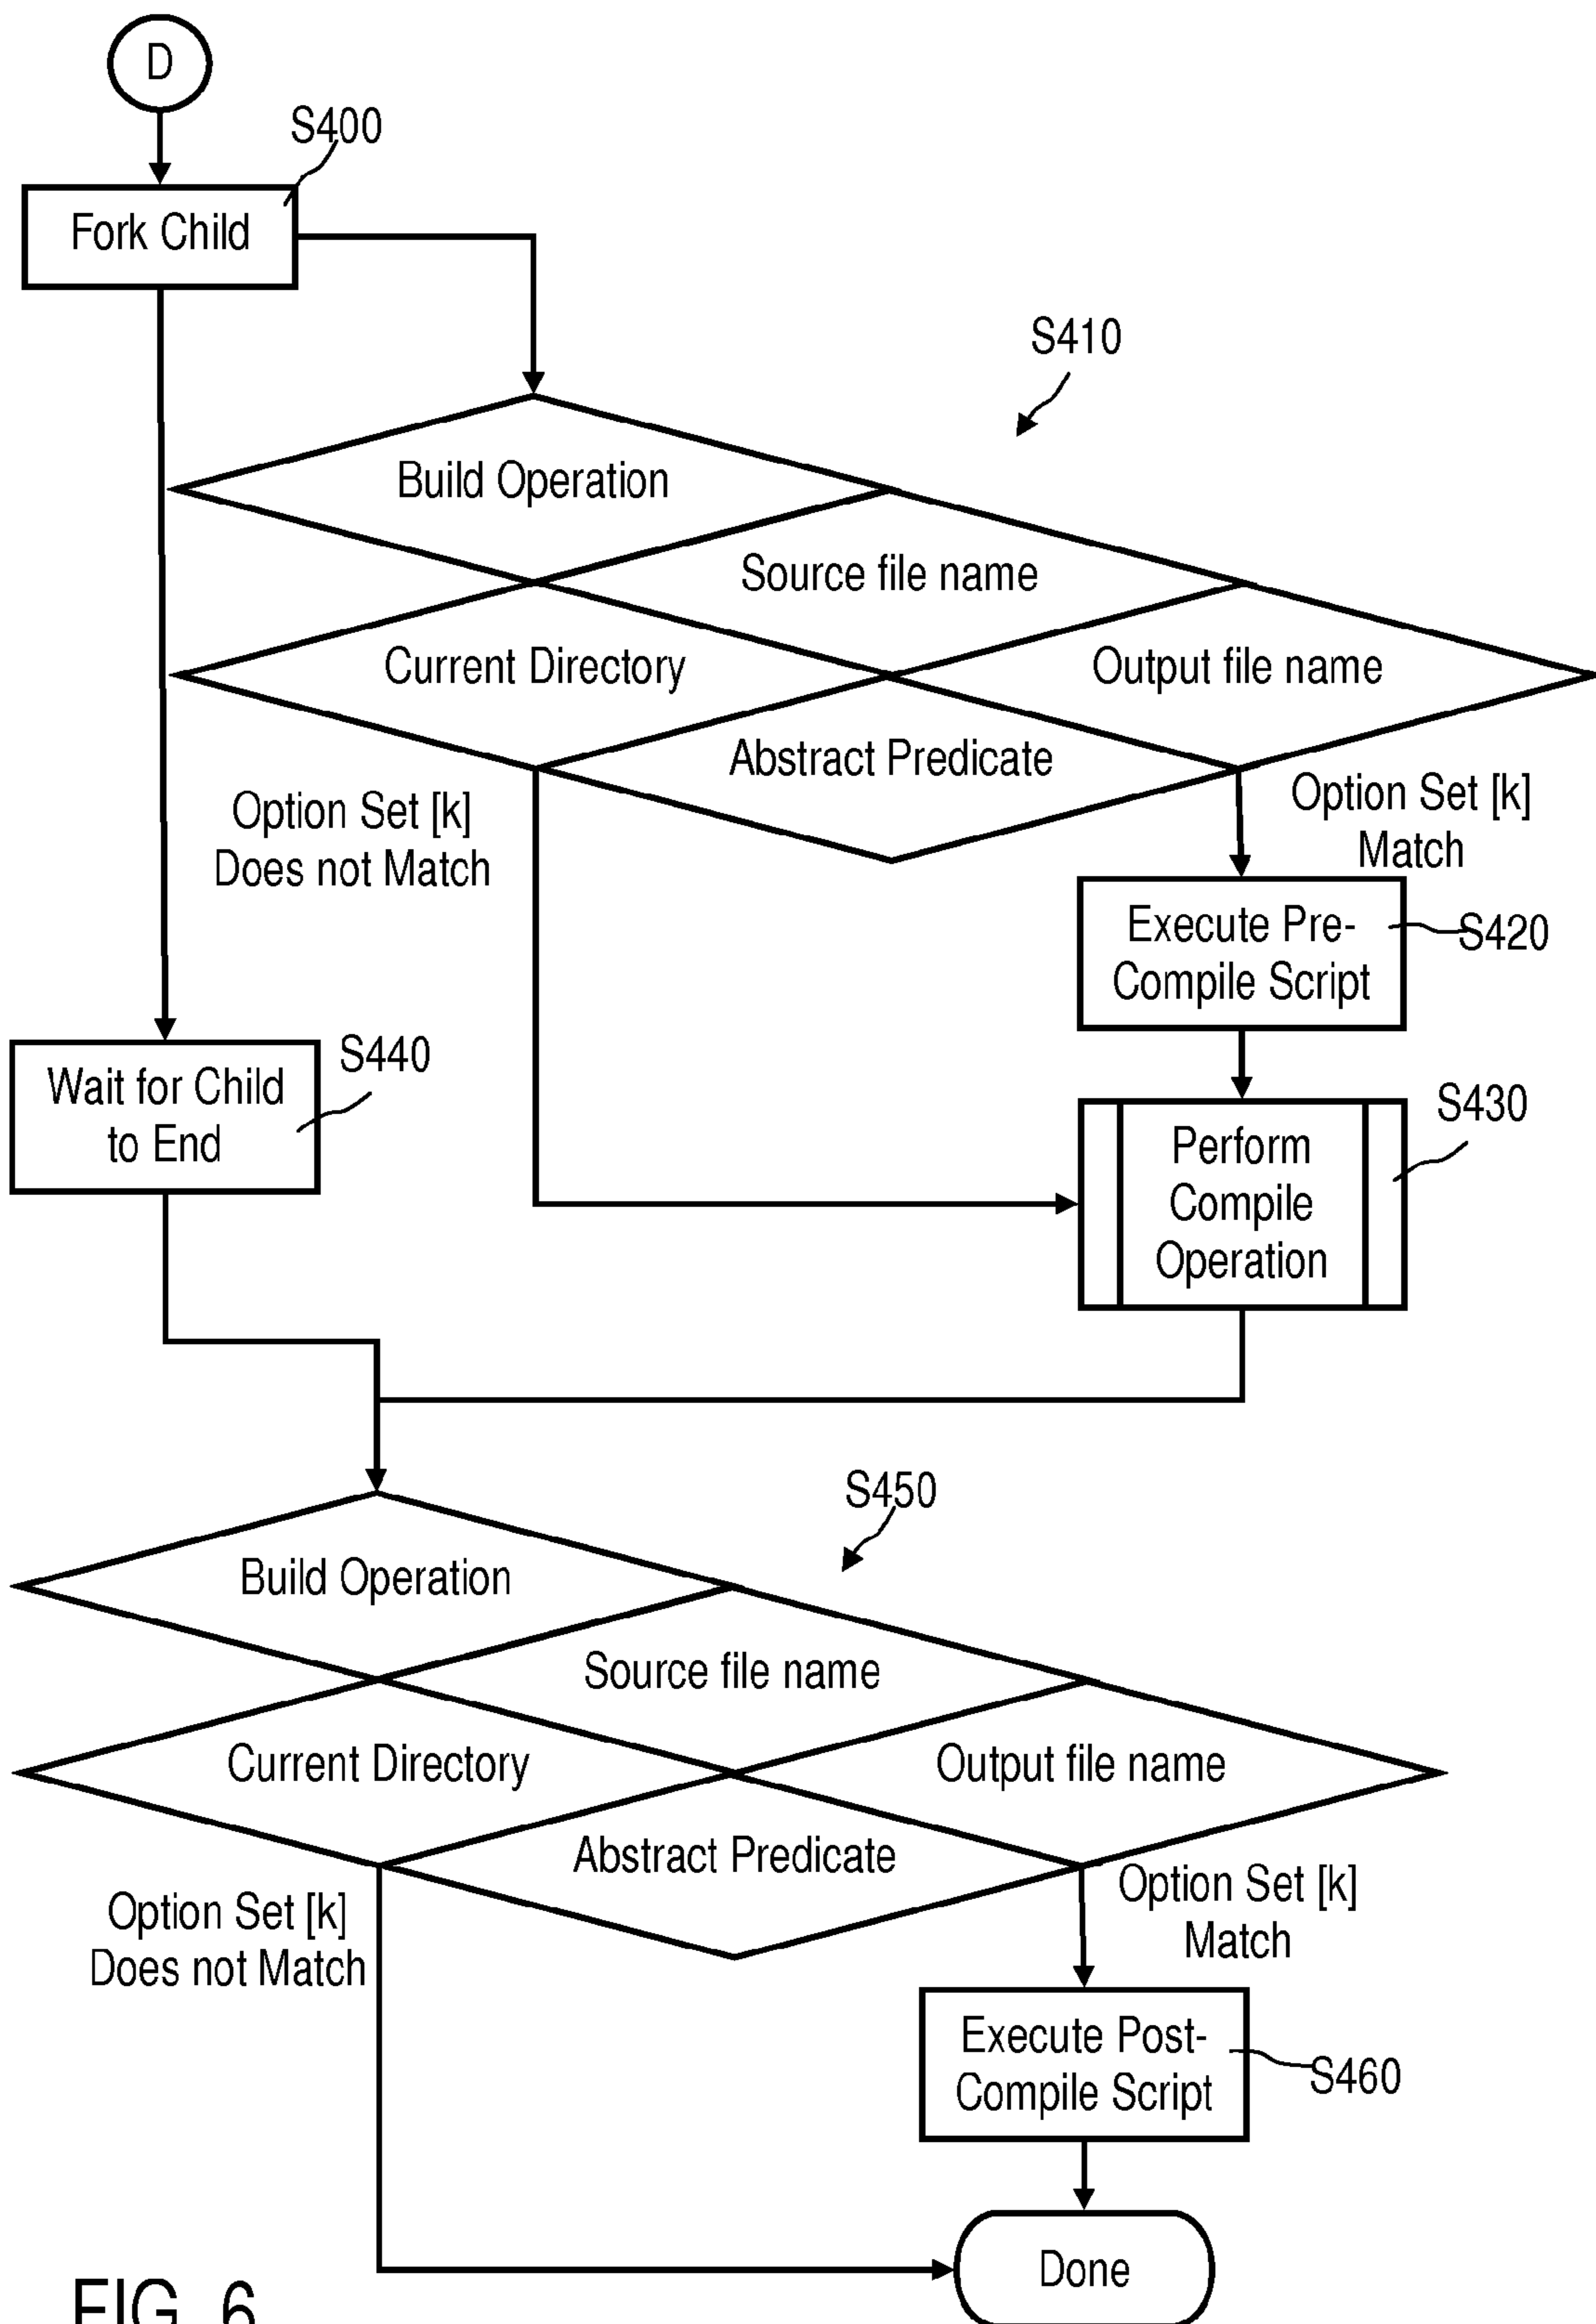 D
S400
Fork Child
S410
Build Operation
Source file name
Current Directory
Output file name
Abstract Predicate
Option Set [k]
Does not Match
Option Set [k]
Match
Execute Pre-
Compile Script
S420
Wait for Child
to End
S440
Perform
Compile
Operation
S430
S450
Build Operation
Source file name
Current Directory
Output file name
Abstract Predicate
Option Set [k]
Does not Match
Option Set [k]
Match
Execute Post-
Compile Script
S460
Done
FIG. 6